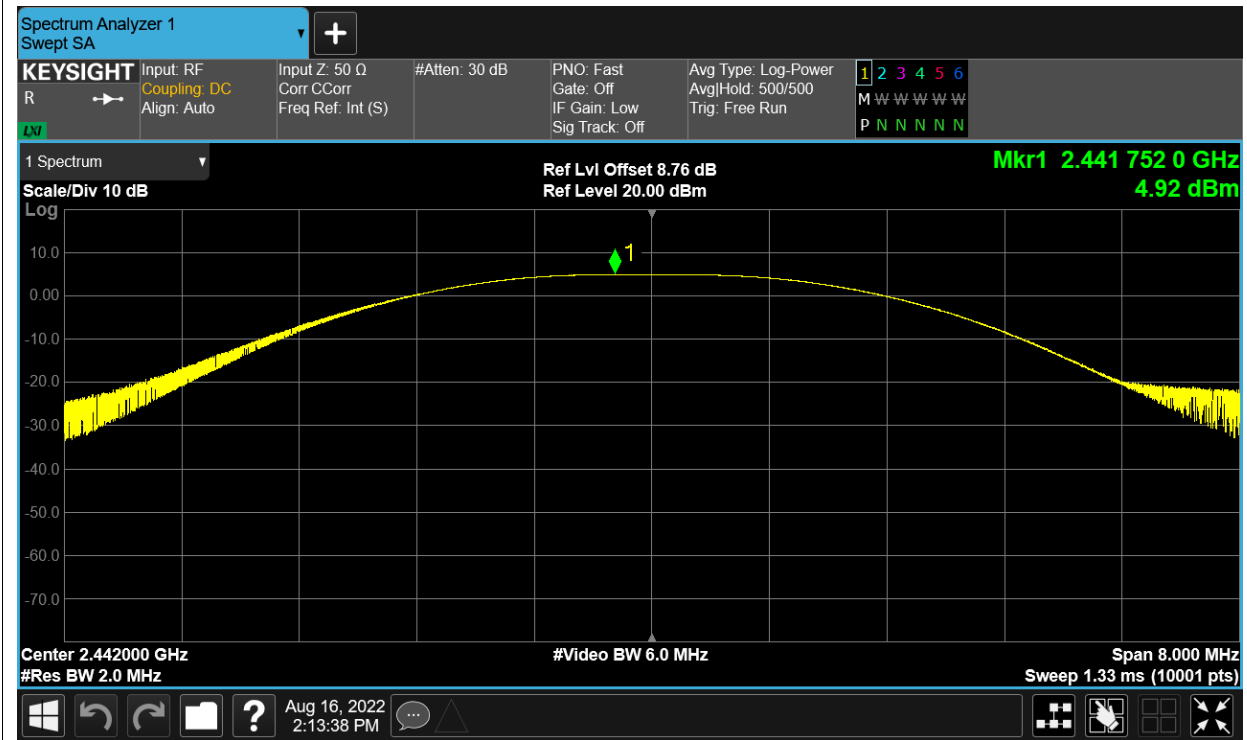 Spectrum Analyzer 1
Swept SA
KEYSIGHT
R
LXI
Input: RF
Coupling: DC
Align: Auto
Input Z: 50 Ω
Corr CCorr
Freq Ref: Int (S)
#Atten: 30 dB
PNO: Fast
Gate: Off
IF Gain: Low
Sig Track: Off
Avg Type: Log-Power
Avg|Hold: 500/500
Trig: Free Run
1 2 3 4 5 6
M W W W W W
P N N N N N
1 Spectrum
Scale/Div 10 dB
Log
Ref Lvl Offset 8.76 dB
Ref Level 20.00 dBm
Mkr1 2.441 752 0 GHz
4.92 dBm
1
10.0
0.00
-10.0
-20.0
-30.0
-40.0
-50.0
-60.0
-70.0
Center 2.442000 GHz
#Res BW 2.0 MHz
#Video BW 6.0 MHz
Span 8.000 MHz
Sweep 1.33 ms (10001 pts)
?
Aug 16, 2022
2:13:38 PM